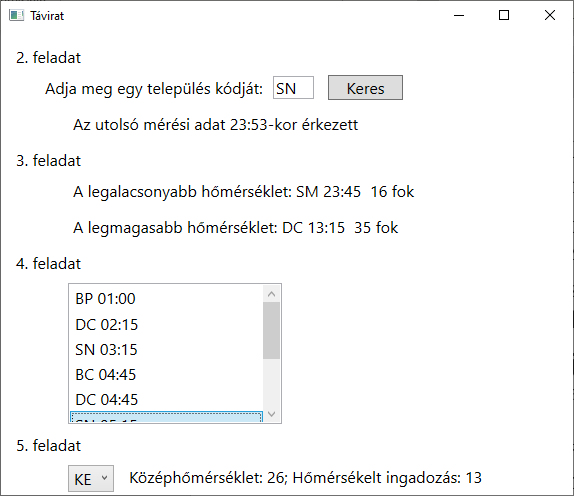 Távirat
2. feladat
Adja meg egy település kódját: SN Keres
Az utolsó mérési adat 23:53-kor érkezett
3. feladat
A legalacsonyabb hőmérséklet: SM 23:45  16 fok
A legmagasabb hőmérséklet: DC 13:15  35 fok
4. feladat
BP 01:00
DC 02:15
SN 03:15
BC 04:45
DC 04:45
SN 05:15
5. feladat
KE Középhőmérséklet: 26; Hőmérsékelt ingadozás: 13